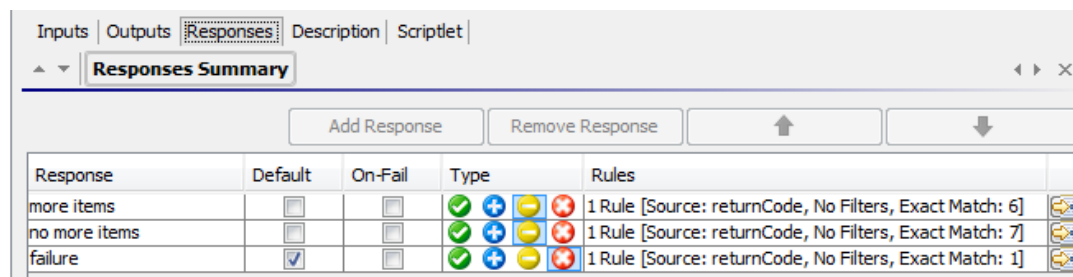 Inputs Outputs Responses Description Scriptlet
Responses Summary
Add Response Remove Response
Response Default On-Fail Type Rules
more items 1 Rule [Source: returnCode, No Filters, Exact Match: 6]
no more items 1 Rule [Source: returnCode, No Filters, Exact Match: 7]
failure 1 Rule [Source: returnCode, No Filters, Exact Match: 1]